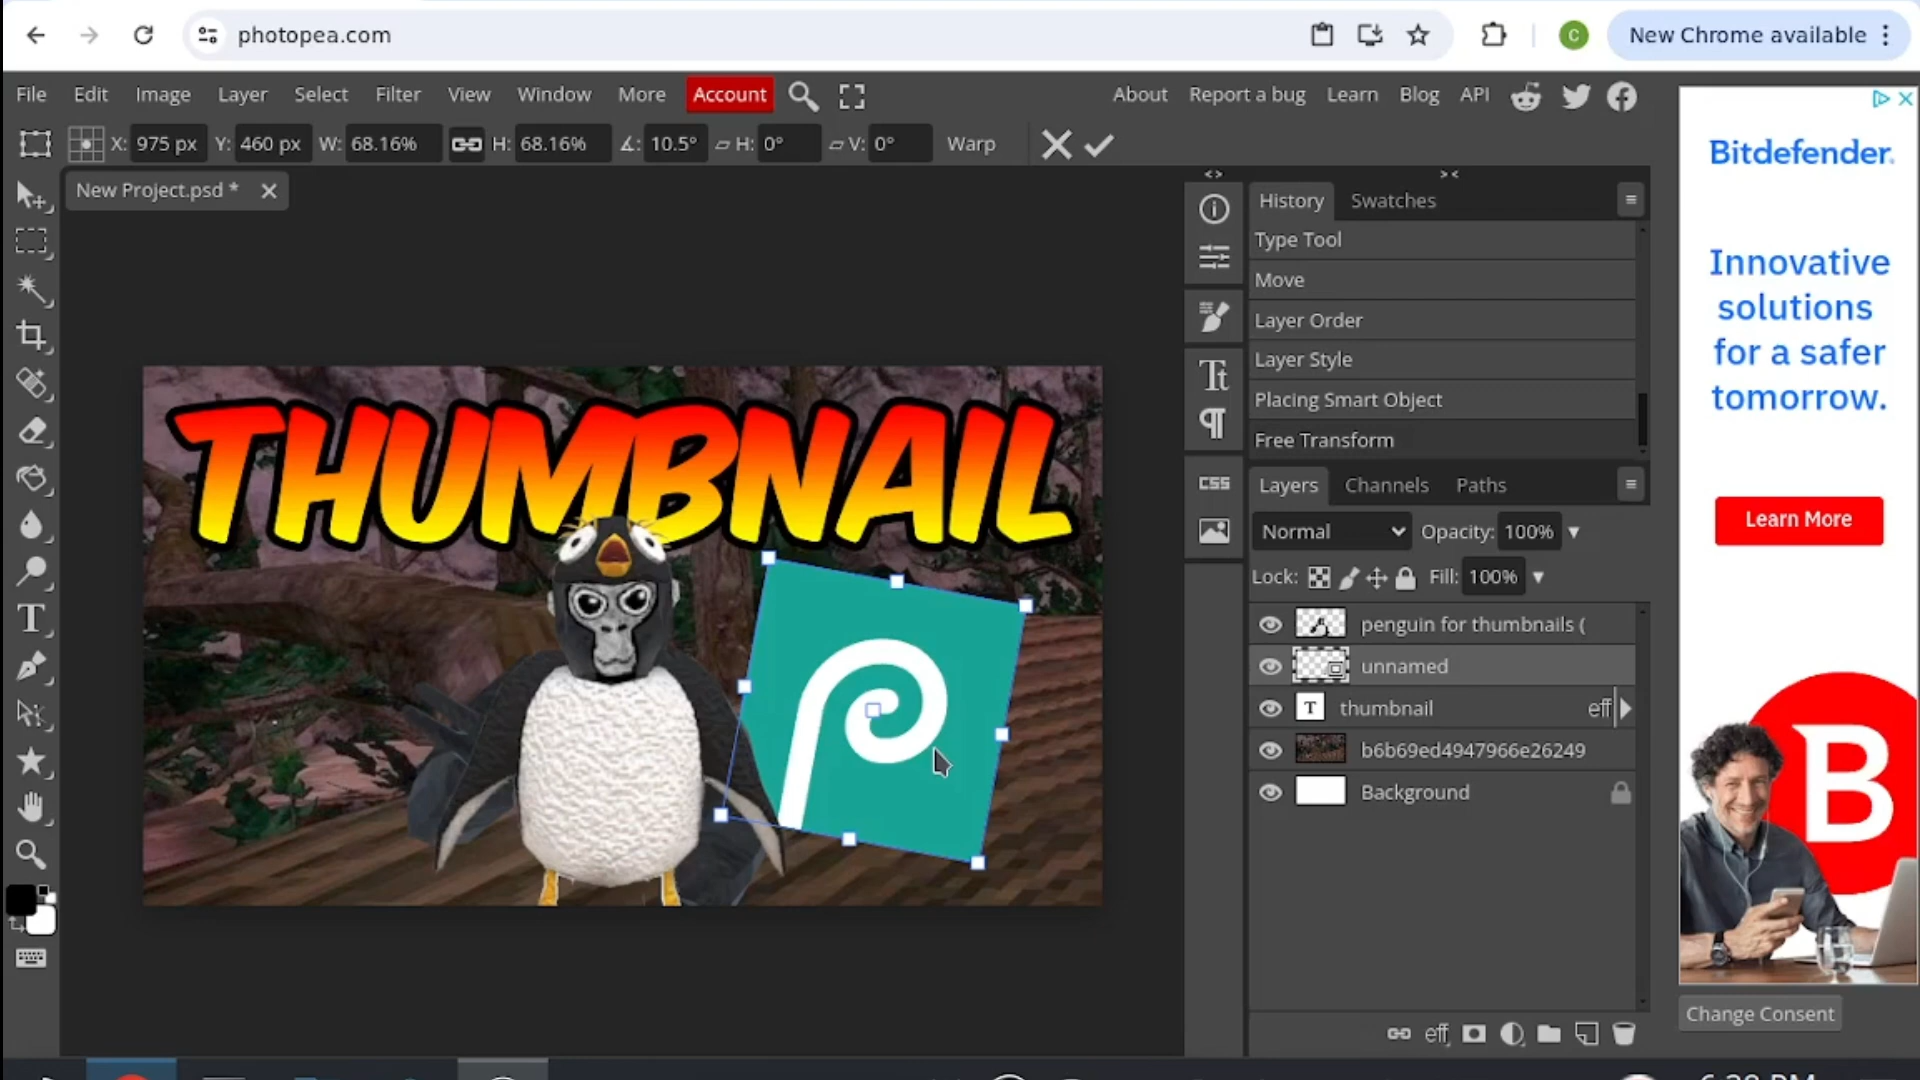 photopea.com
New Chrome available
File Edit Image Layer Select Filter View Window More Account
About Report a bug Learn Blog API
X: 975 px Y: 460 px W: 68.16% H: 68.16% ∡: 10.5° ▱ H: 0° ▱ V: 0° Warp
New Project.psd *
THUMBNAIL
CSS
History Swatches
Type Tool
Move
Layer Order
Layer Style
Placing Smart Object
Free Transform
Layers Channels Paths
Normal Opacity: 100%
Lock: Fill: 100%
penguin for thumbnails (
unnamed
thumbnail eff
b6b69ed4947966e26249
Background
eff
Bitdefender.
Innovative
solutions
for a safer
tomorrow.
Learn More
B
Change Consent